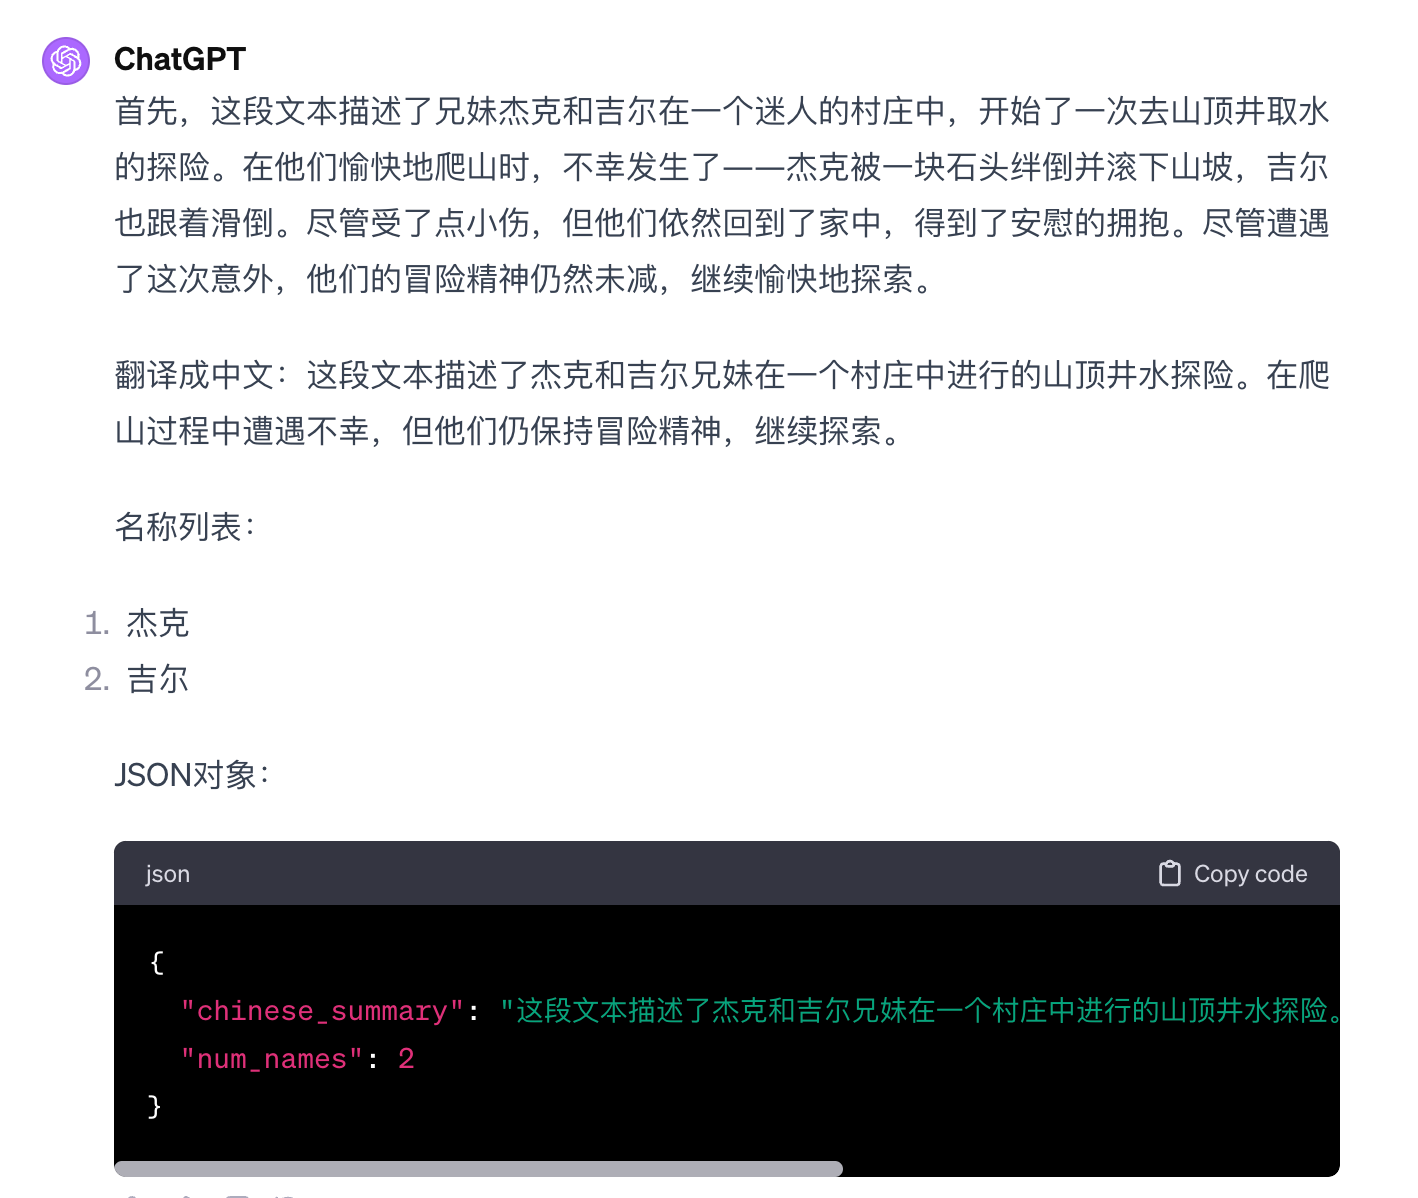 ChatGPT
首先，这段文本描述了兄妹杰克和吉尔在一个迷人的村庄中，开始了一次去山顶井取水
的探险。在他们愉快地爬山时，不幸发生了——杰克被一块石头绊倒并滚下山坡，吉尔
也跟着滑倒。尽管受了点小伤，但他们依然回到了家中，得到了安慰的拥抱。尽管遭遇
了这次意外，他们的冒险精神仍然未减，继续愉快地探索。
翻译成中文：这段文本描述了杰克和吉尔兄妹在一个村庄中进行的山顶井水探险。在爬
山过程中遭遇不幸，但他们仍保持冒险精神，继续探索。
名称列表：
1. 杰克
2. 吉尔
JSON对象：
json
Copy code
{
"chinese_summary": "这段文本描述了杰克和吉尔兄妹在一个村庄中进行的山顶井水探险。
"num_names": 2
}